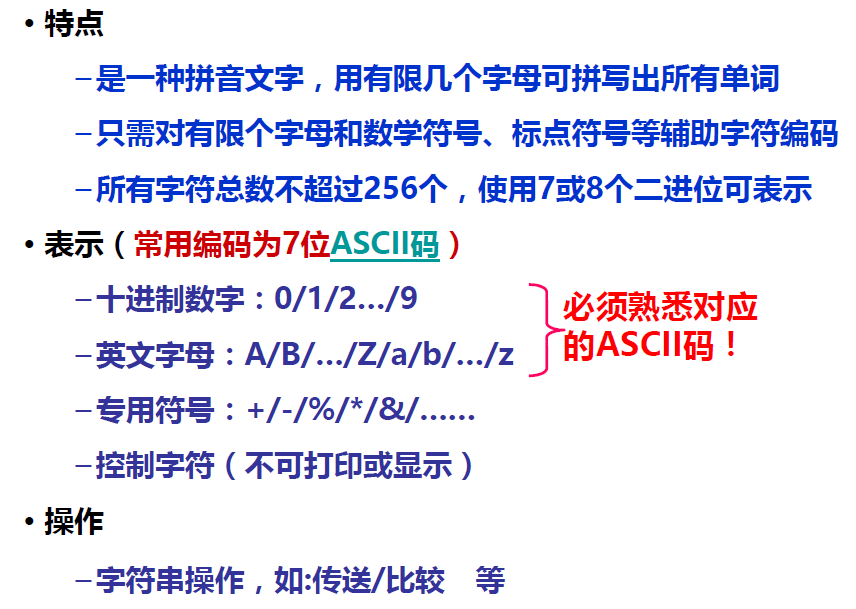 • 特点
–是一种拼音文字，用有限几个字母可拼写出所有单词
–只需对有限个字母和数学符号、标点符号等辅助字符编码
–所有字符总数不超过256个，使用7或8个二进位可表示
• 表示（常用编码为7位ASCII码）
–十进制数字：0/1/2…/9
–英文字母：A/B/…/Z/a/b/…/z
必须熟悉对应
的ASCII码！
–专用符号：+/-/%/*/&/……
–控制字符（不可打印或显示）
• 操作
–字符串操作，如:传送/比较 等